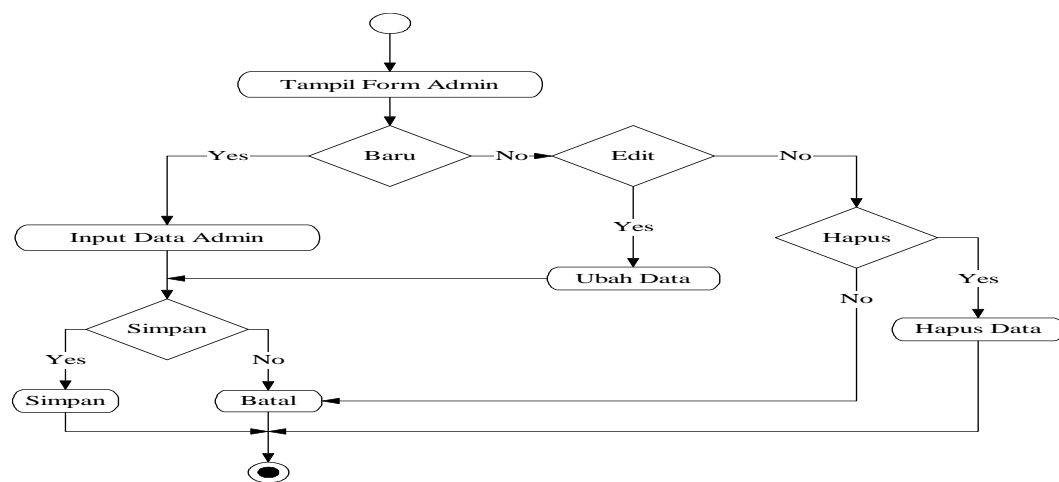 Tampil Form Admin
Yes
Baru
No
Edit
No
Input Data Admin
Yes
Hapus
Ubah Data
Yes
No
Simpan
Hapus Data
Yes
No
Simpan
Batal